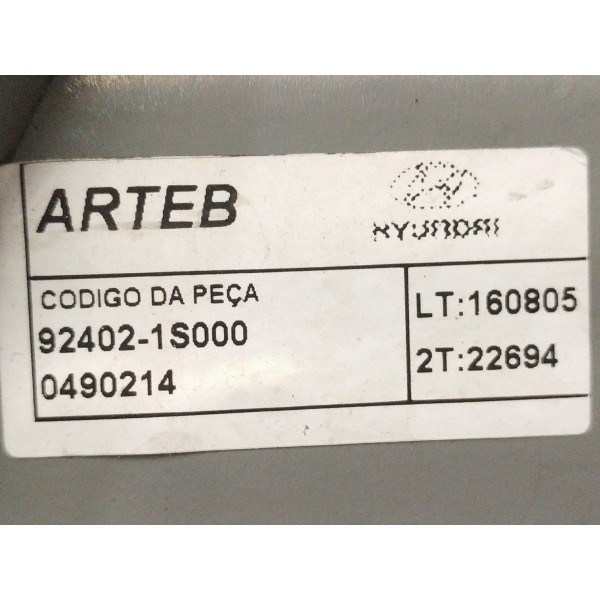 ARTEB
HYUNDAI
CODIGO DA PEÇA
92402-1S000
0490214
LT:160805
2T:22694